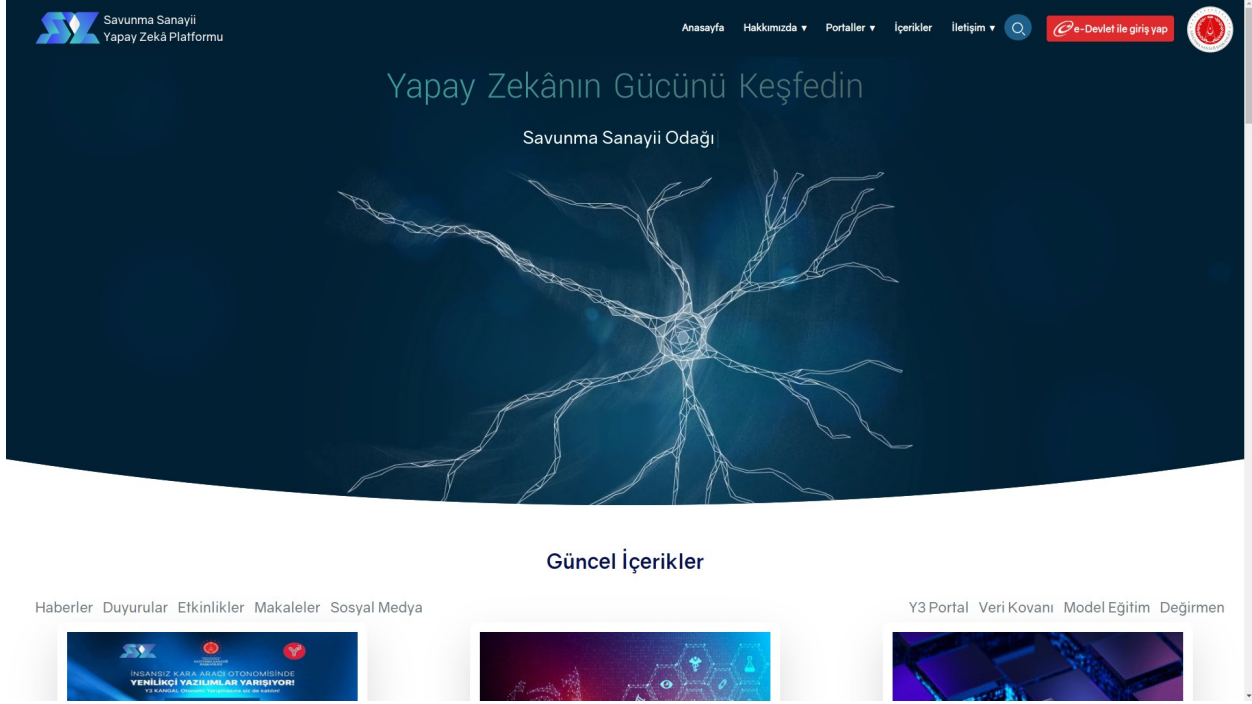 Savunma Sanayii
Yapay Zekâ Platformu
Anasayfa Hakkımızda ▾ Portaller ▾ İçerikler İletişim ▾ e-Devlet ile giriş yap
Yapay Zekânın Gücünü Keşfedin
Savunma Sanayii Odağı
Güncel İçerikler
Haberler Duyurular Etkinlikler Makaleler Sosyal Medya Y3 Portal Veri Kovanı Model Eğitim Değirmen
İNSANSIZ KARA ARACI OTONOMİSİNDE
YENİLİKÇİ YAZILIMLAR YARIŞIYOR!